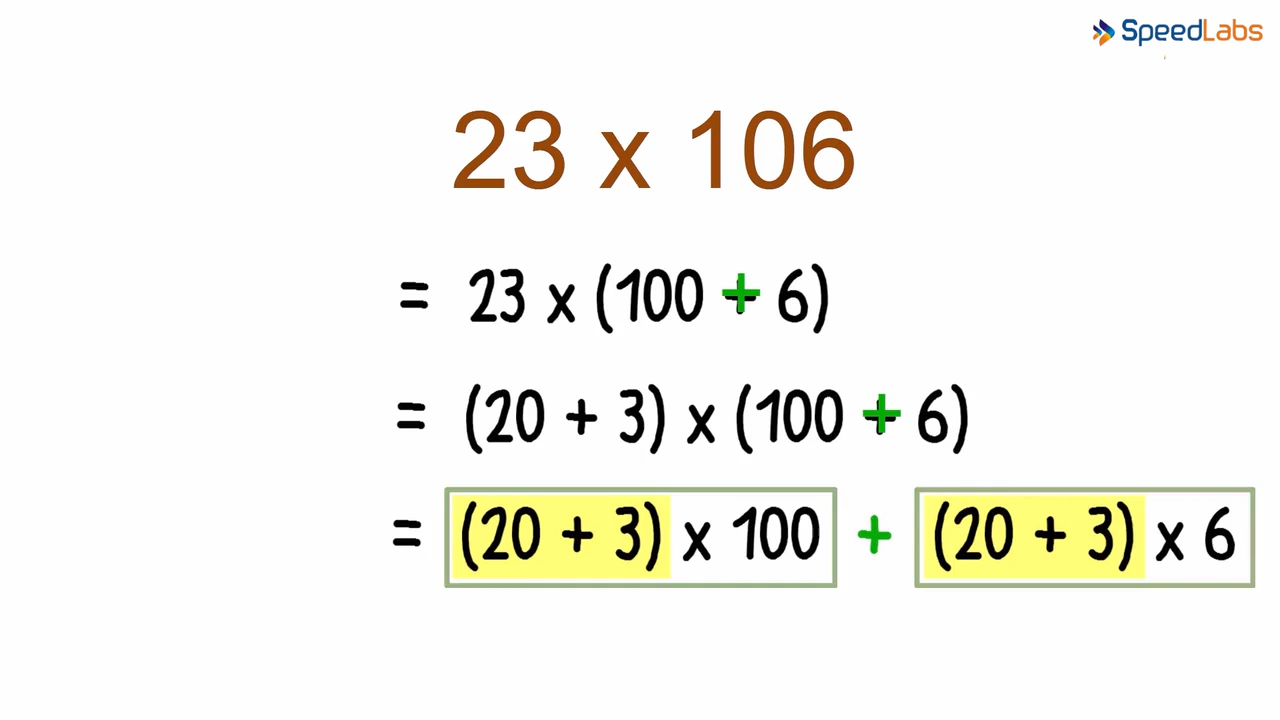 SpeedLabs
23 x 106
= 23 x (100 + 6)
= (20 + 3) x (100 + 6)
= (20 + 3) x 100 + (20 + 3) x 6